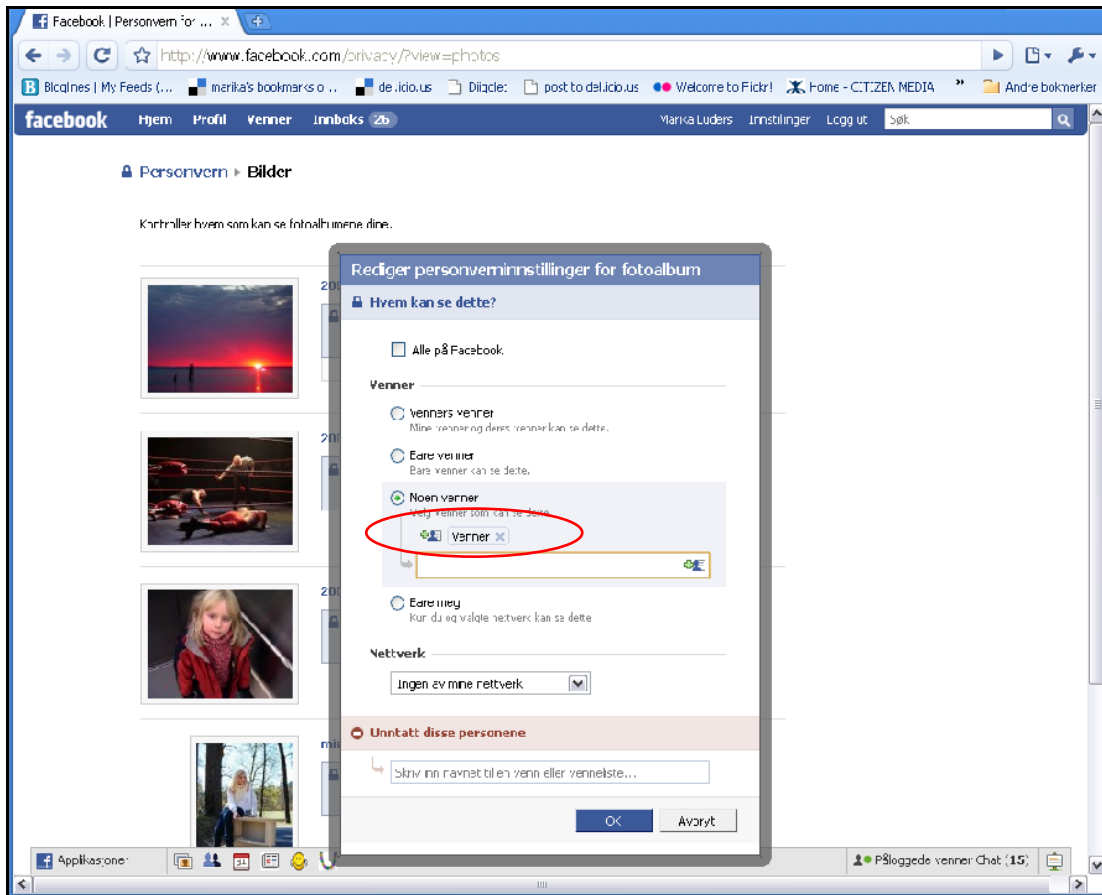 Facebook | Personvern for ...
http://www.facebook.com/privacy/?view=photos
Bloglines | My Feeds (...
marika's bookmarks o ...
del.icio.us
Diigolet
post to del.icio.us
Welcome to Flickr!
Home - CITIZEN MEDIA
»
Andre bokmerker
facebook Hjem Profil Venner Innboks 26
Marika Luders Innstillinger Logg ut Søk
Personvern Bilder
Kontroller hvem som kan se fotoalbumene dine.
Rediger personverninnstillinger for fotoalbum
Hvem kan se dette?
Alle på Facebook.
Venner
Venners venner
Mine venner og deres venner kan se dette.
Bare venner
Bare venner kan se dette.
Noen venner
Velg venner som kan se dette
Venner
Bare meg
Kun du og valgte nettverk kan se dette
Nettverk
Ingen av mine nettverk
Unntatt disse personene
Skriv inn navnet til en venn eller venneliste...
OK Avbryt
Applikasjoner
31
Påloggede venner Chat (15)